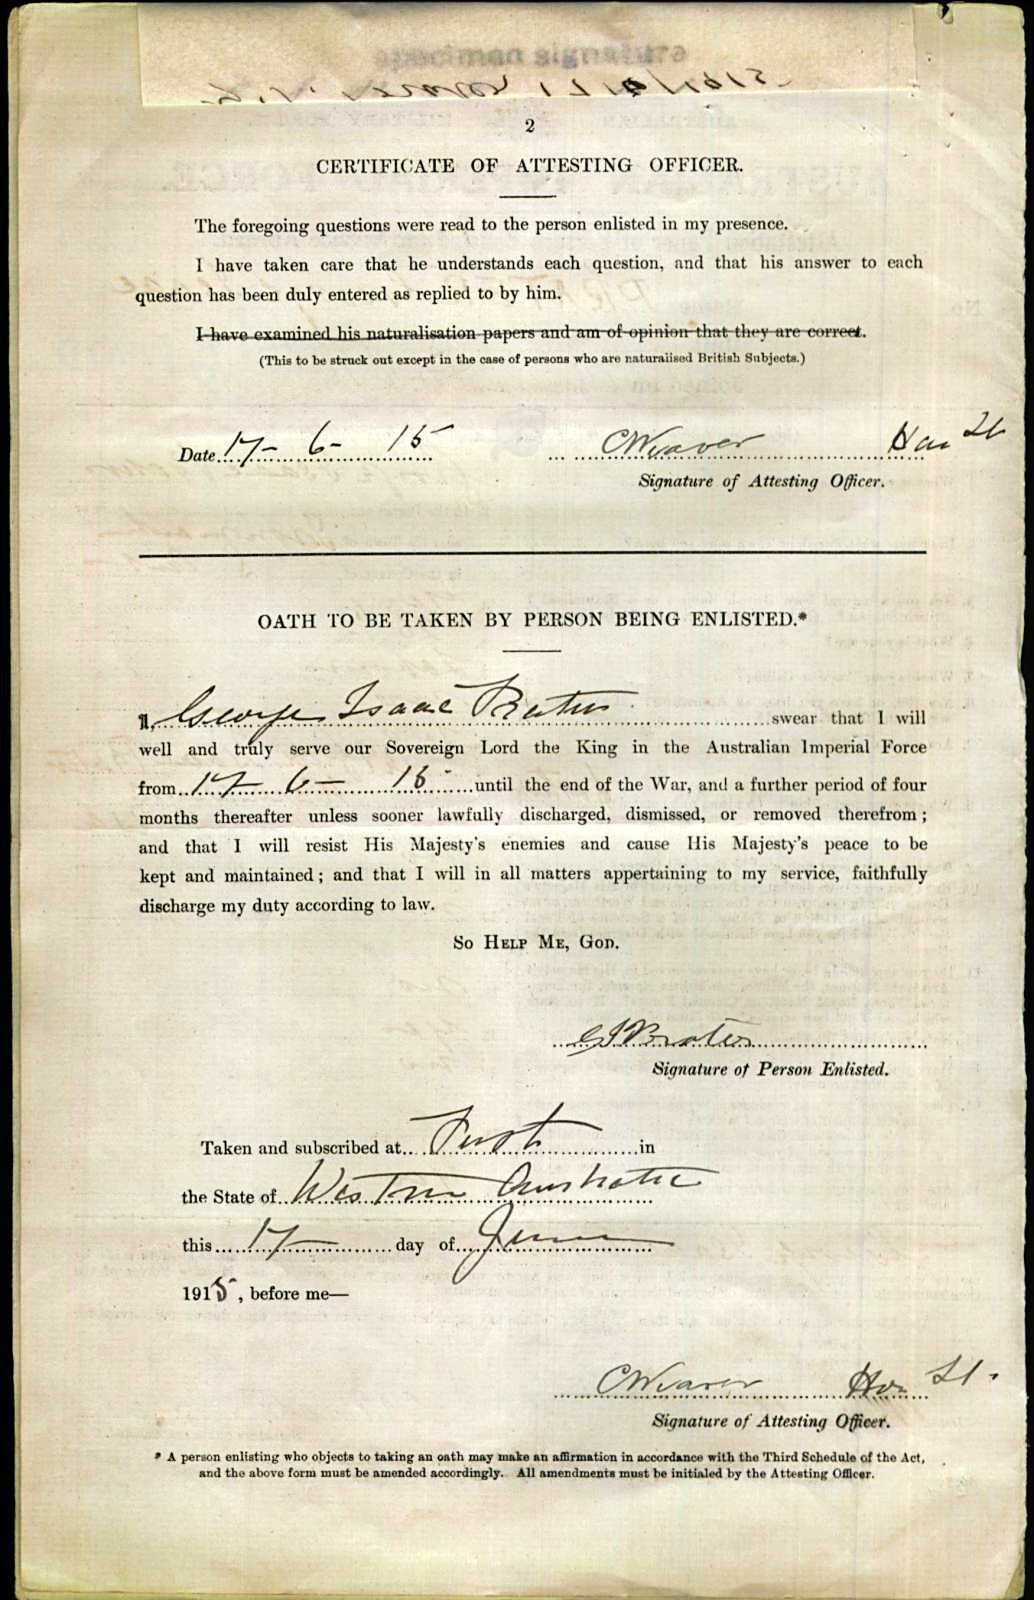 specimen signature
2
CERTIFICATE OF ATTESTING OFFICER.
The foregoing questions were read to the person enlisted in my presence.
I have taken care that he understands each question, and that his answer to each
question has been duly entered as replied to by him.
I have examined his naturalisation papers and am of opinion that they are correct.
(This to be struck out except in the case of persons who are naturalised British Subjects.)
Date 17- 6- 15 CWeaver Hon Lt
Signature of Attesting Officer.
OATH TO BE TAKEN BY PERSON BEING ENLISTED.*
I, George Isaac swear that I will
well and truly serve our Sovereign Lord the King in the Australian Imperial Force
from 17- 6- 15 until the end of the War, and a further period of four
months thereafter unless sooner lawfully discharged, dismissed, or removed therefrom;
and that I will resist His Majesty's enemies and cause His Majesty's peace to be
kept and maintained; and that I will in all matters appertaining to my service, faithfully
discharge my duty according to law.
SO HELP ME, GOD.
Signature of Person Enlisted.
Taken and subscribed at Perth in
the State of Western Australia
this 17 day of June
1915, before me—
CWeaver Hon Lt.
Signature of Attesting Officer.
* A person enlisting who objects to taking an oath may make an affirmation in accordance with the Third Schedule of the Act,
and the above form must be amended accordingly. All amendments must be initialed by the Attesting Officer.